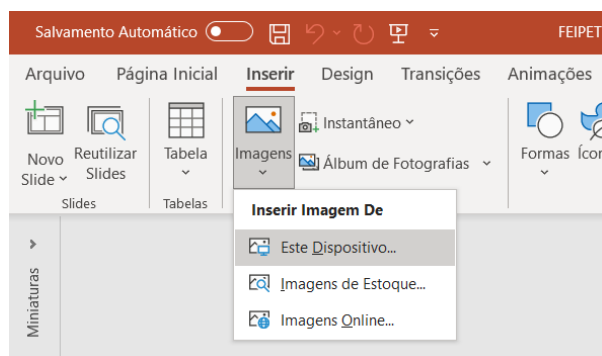 Salvamento Automático
FEIPET
Arquivo Página Inicial Inserir Design Transições Animações
Novo Slide
Reutilizar Slides
Tabela
Imagens
Instantâneo
Álbum de Fotografias
Formas
Ícon
Slides
Tabelas
Inserir Imagem De
Este Dispositivo...
Imagens de Estoque...
Imagens Online...
Miniaturas